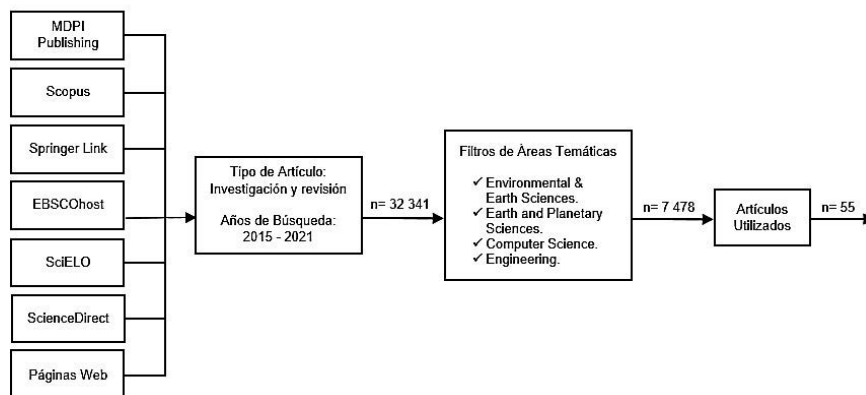 MDPI
Publishing
Scopus
Springer Link
EBSCOhost
SciELO
ScienceDirect
Páginas Web
Tipo de Artículo:
Investigación y revisión
Años de Búsqueda:
2015 - 2021
n= 32 341
Filtros de Áreas Temáticas
✓ Environmental &
Earth Sciences.
✓ Earth and Planetary
Sciences.
✓ Computer Science.
✓ Engineering.
n= 7 478
Artículos
Utilizados
n= 55